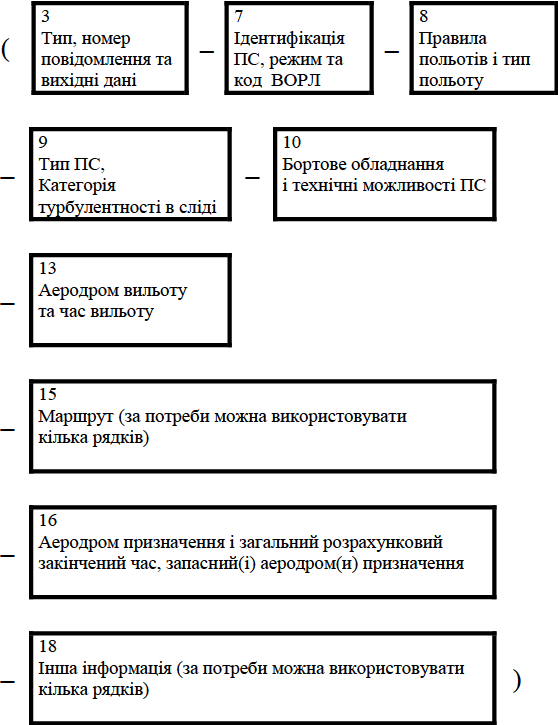 (
3
Тип, номер
повідомлення та
вихідні дані
–
7
Ідентифікація
ПС, режим та
код ВОРЛ
–
8
Правила
польотів і тип
польоту
–
9
Тип ПС,
Категорія
турбулентності в сліді
–
10
Бортове обладнання
і технічні можливості ПС
–
13
Аеродром вильоту
та час вильоту
–
15
Маршрут (за потреби можна використовувати
кілька рядків)
–
16
Аеродром призначення і загальний розрахунковий
закінчений час, запасний(і) аеродром(и) призначення
–
18
Інша інформація (за потреби можна використовувати
кілька рядків)
)